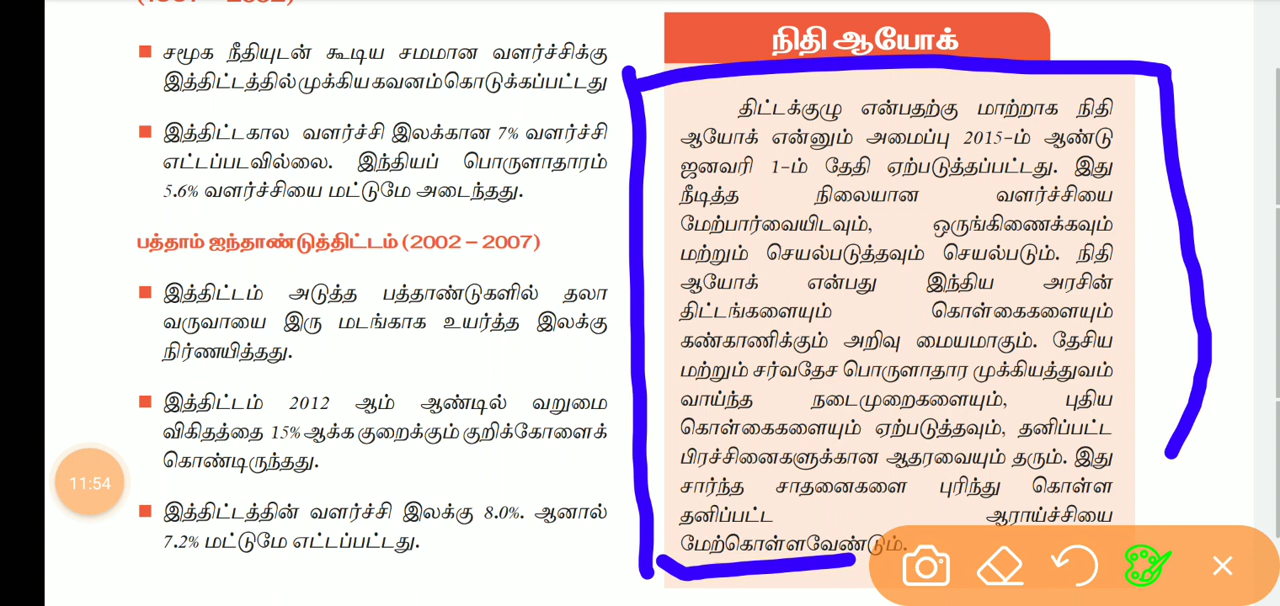 சமூக நீதியுடன் கூடிய சமமான வளர்ச்சிக்கு
இத்திட்டத்தில் முக்கிய கவனம் கொடுக்கப்பட்டது
இத்திட்டகால வளர்ச்சி இலக்கான 7% வளர்ச்சி
எட்டப்படவில்லை. இந்தியப் பொருளாதாரம்
5.6% வளர்ச்சியை மட்டுமே அடைந்தது.
பத்தாம் ஐந்தாண்டுத்திட்டம் (2002 – 2007)
இத்திட்டம் அடுத்த பத்தாண்டுகளில் தலா
வருவாயை இரு மடங்காக உயர்த்த இலக்கு
நிர்ணயித்தது.
இத்திட்டம் 2012 ஆம் ஆண்டில் வறுமை
விகிதத்தை 15% ஆக்க குறைக்கும் குறிக்கோளைக்
கொண்டிருந்தது.
இத்திட்டத்தின் வளர்ச்சி இலக்கு 8.0%. ஆனால்
7.2% மட்டுமே எட்டப்பட்டது.
நிதி ஆயோக்
திட்டக்குழு என்பதற்கு மாற்றாக நிதி
ஆயோக் என்னும் அமைப்பு 2015-ம் ஆண்டு
ஜனவரி 1-ம் தேதி ஏற்படுத்தப்பட்டது. இது
நீடித்த நிலையான வளர்ச்சியை
மேற்பார்வையிடவும், ஒருங்கிணைக்கவும்
மற்றும் செயல்படுத்தவும் செயல்படும். நிதி
ஆயோக் என்பது இந்திய அரசின்
திட்டங்களையும் கொள்கைகளையும்
கண்காணிக்கும் அறிவு மையமாகும். தேசிய
மற்றும் சர்வதேச பொருளாதார முக்கியத்துவம்
வாய்ந்த நடைமுறைகளையும், புதிய
கொள்கைகளையும் ஏற்படுத்தவும், தனிப்பட்ட
பிரச்சினைகளுக்கான ஆதரவையும் தரும். இது
சார்ந்த சாதனைகளை புரிந்து கொள்ள
தனிப்பட்ட ஆராய்ச்சியை
மேற்கொள்ளவேண்டும்.
11:54